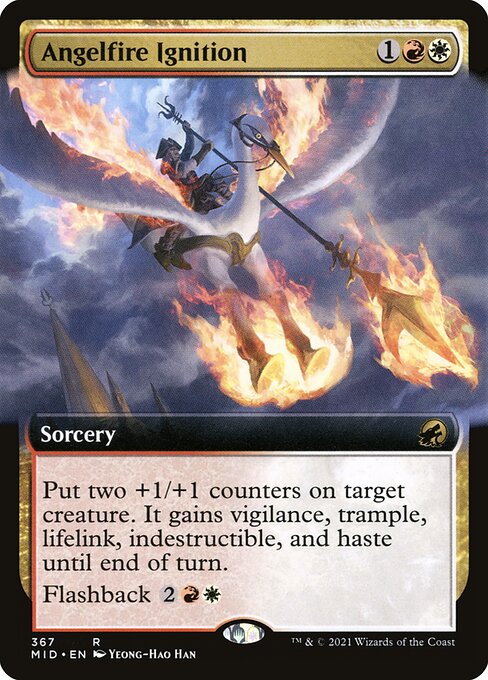 Angelfire Ignition 1
Sorcery
Put two +1/+1 counters on target
creature. It gains vigilance, trample,
lifelink, indestructible, and haste
until end of turn.
Flashback 2
367 R
MID • EN Yeong-Hao Han
™ & © 2021 Wizards of the Coast